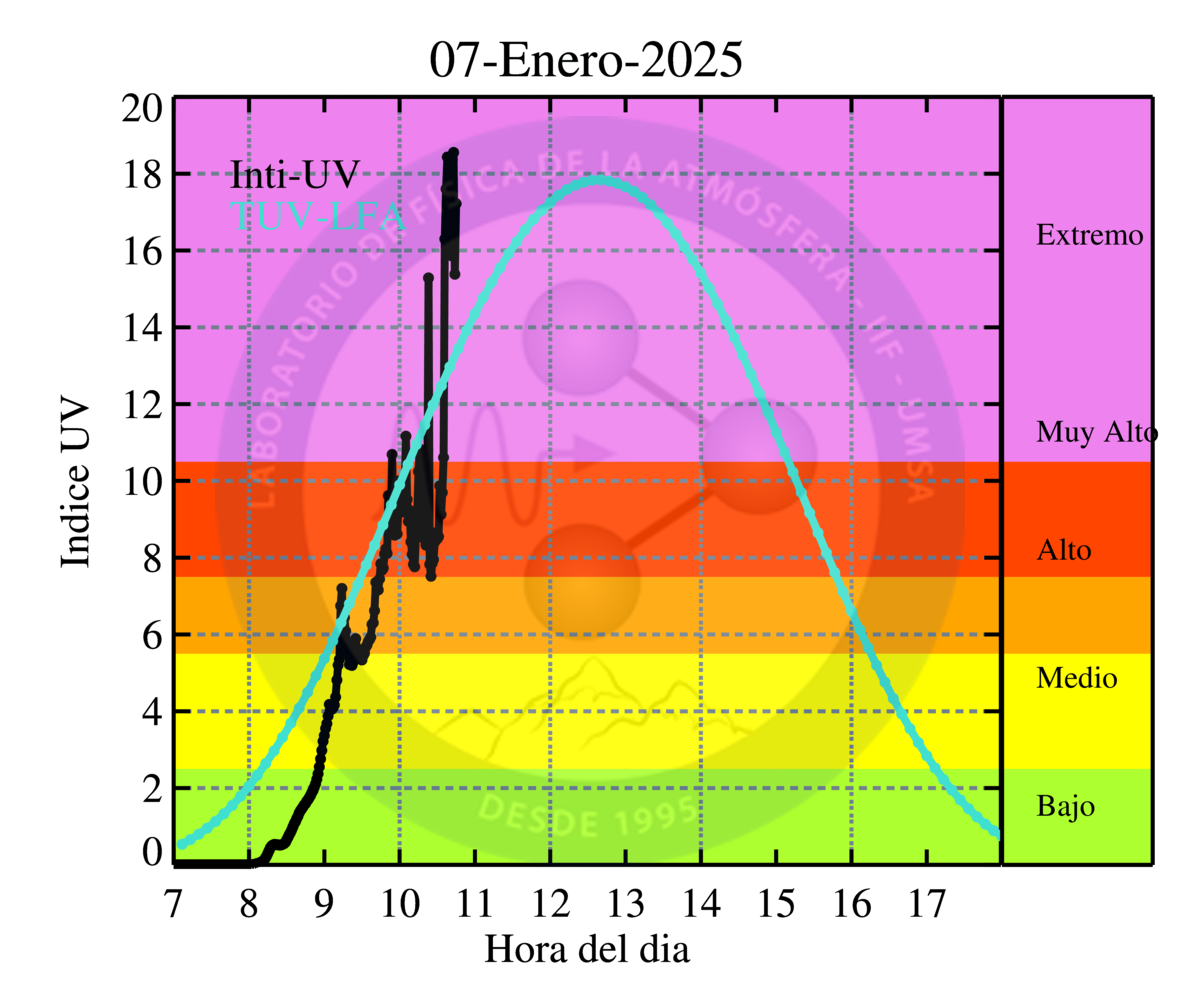 07-Enero-2025
20
18
16
14
12
10
8
6
4
2
0
Indice UV
Inti-UV
TUV-LFA
LABORATORIO DE FÍSICA DE LA ATMÓSFERA - IIF - UMSA
DESDE 1995
Extremo
Muy Alto
Alto
Medio
Bajo
7 8 9 10 11 12 13 14 15 16 17
Hora del dia